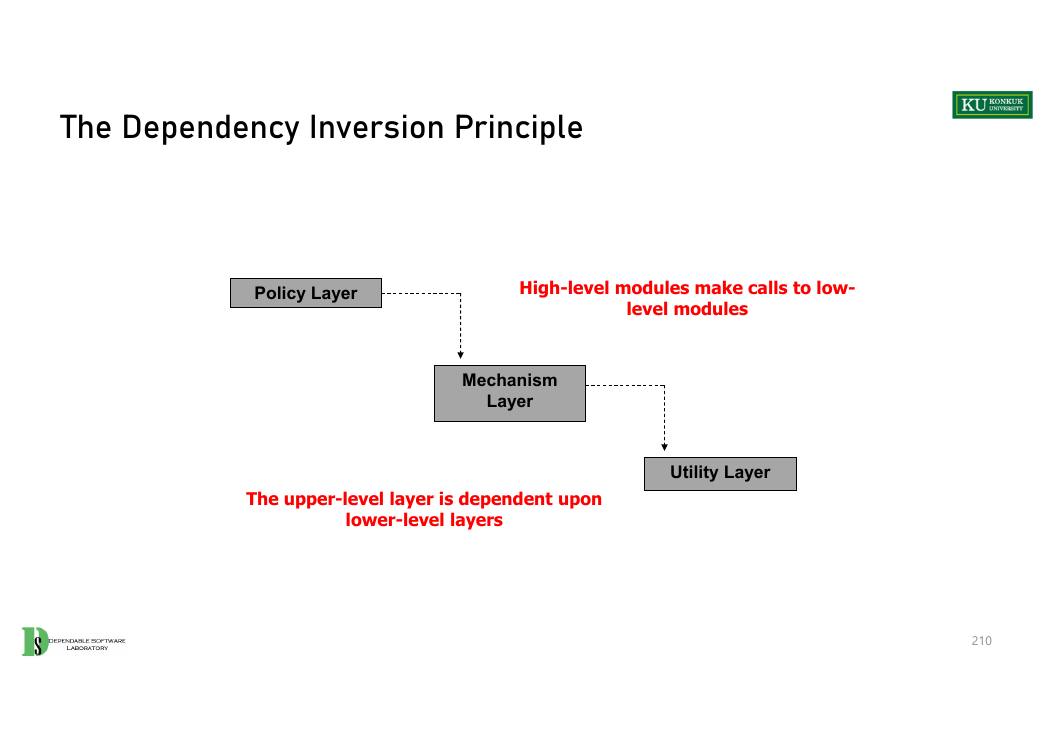 KU KONKUK
UNIVERSITY
The Dependency Inversion Principle
Policy Layer
High-level modules make calls to low-
level modules
Mechanism
Layer
Utility Layer
The upper-level layer is dependent upon
lower-level layers
DEPENDABLE SOFTWARE
LABORATORY
210